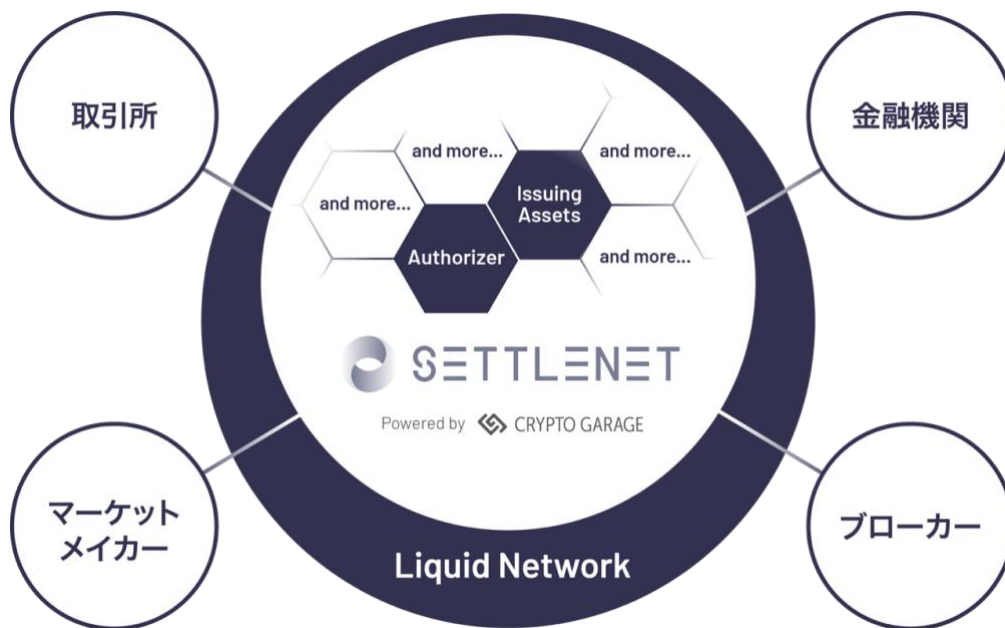 取引所
金融機関
and more...
and more...
Issuing
Assets
and more...
Authorizer
and more...
SETTLENET
Powered by CRYPTO GARAGE
マーケット
メイカー
ブローカー
Liquid Network